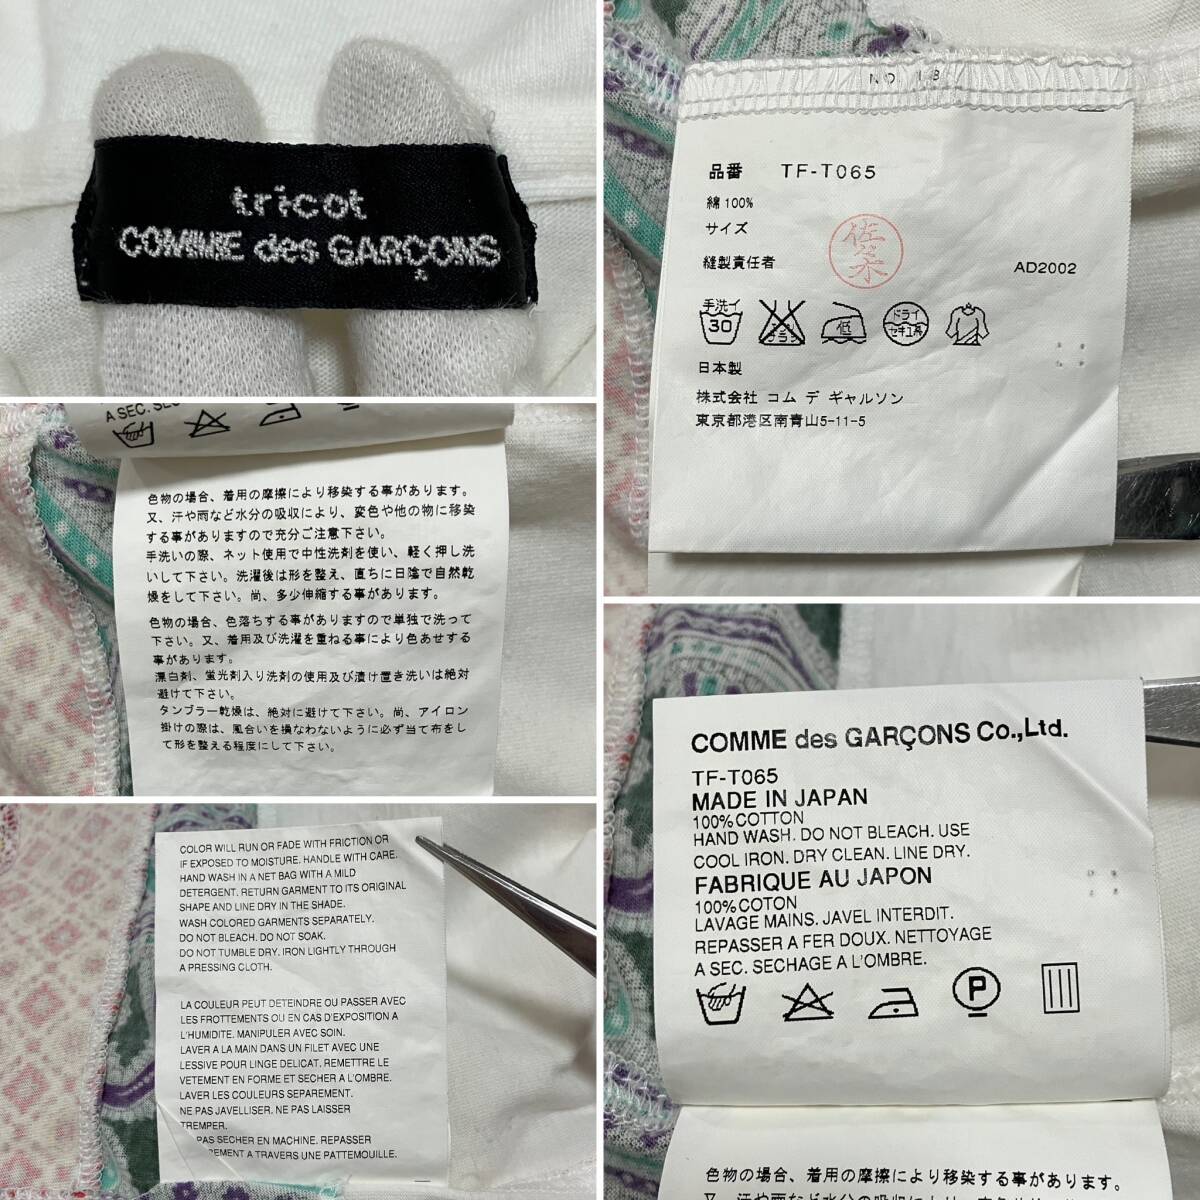 tricot
COMME des GARÇONS
NO 18
品番 TF-T065
綿100%
サイズ
縫製責任者
AD2002
手洗イ
30
低
ドライ
セキユ系
日本製
株式会社 コム デ ギャルソン
東京都港区南青山5-11-5
A SEC.
色物の場合、着用の摩擦により移染する事があります。
又、汗や雨など水分の吸収により、変色や他の物に移染
する事がありますので充分ご注意下さい。
手洗いの際、ネット使用で中性洗剤を使い、軽く押し洗
いして下さい。洗濯後は形を整え、直ちに日陰で自然乾
燥をして下さい。尚、多少伸縮する事があります。
色物の場合、色落ちする事がありますので単独で洗って
下さい。又、着用及び洗濯を重ねる事により色あせする
事があります。
漂白剤、蛍光剤入り洗剤の使用及び漬け置き洗いは絶対
避けて下さい。
タンブラー乾燥は、絶対に避けて下さい。尚、アイロン
掛けの際は、風合いを損なわないように必ず当て布をし
て形を整える程度にして下さい。
COMME des GARÇONS Co.,Ltd.
TF-T065
MADE IN JAPAN
100% COTTON
HAND WASH. DO NOT BLEACH. USE
COOL IRON. DRY CLEAN. LINE DRY.
FABRIQUE AU JAPON
100% COTON
LAVAGE MAINS. JAVEL INTERDIT.
REPASSER A FER DOUX. NETTOYAGE
A SEC. SECHAGE A L'OMBRE.
P
色物の場合、着用の摩擦により移染する事があります。
COLOR WILL RUN OR FADE WITH FRICTION OR
IF EXPOSED TO MOISTURE. HANDLE WITH CARE.
HAND WASH IN A NET BAG WITH A MILD
DETERGENT. RETURN GARMENT TO ITS ORIGINAL
SHAPE AND LINE DRY IN THE SHADE.
WASH COLORED GARMENTS SEPARATELY.
DO NOT BLEACH. DO NOT SOAK.
DO NOT TUMBLE DRY. IRON LIGHTLY THROUGH
A PRESSING CLOTH.
LA COULEUR PEUT DETEINDRE OU PASSER AVEC
LES FROTTEMENTS OU EN CAS D'EXPOSITION A
L'HUMIDITE. MANIPULER AVEC SOIN.
LAVER A LA MAIN DANS UN FILET AVEC UNE
LESSIVE POUR LINGE DELICAT. REMETTRE LE
VETEMENT EN FORME ET SECHER A L'OMBRE.
LAVER LES COULEURS SEPAREMENT.
NE PAS JAVELLISER. NE PAS LAISSER
TREMPER.
PAS SECHER EN MACHINE. REPASSER
A TRAVERS UNE PATTEMOUILLE.